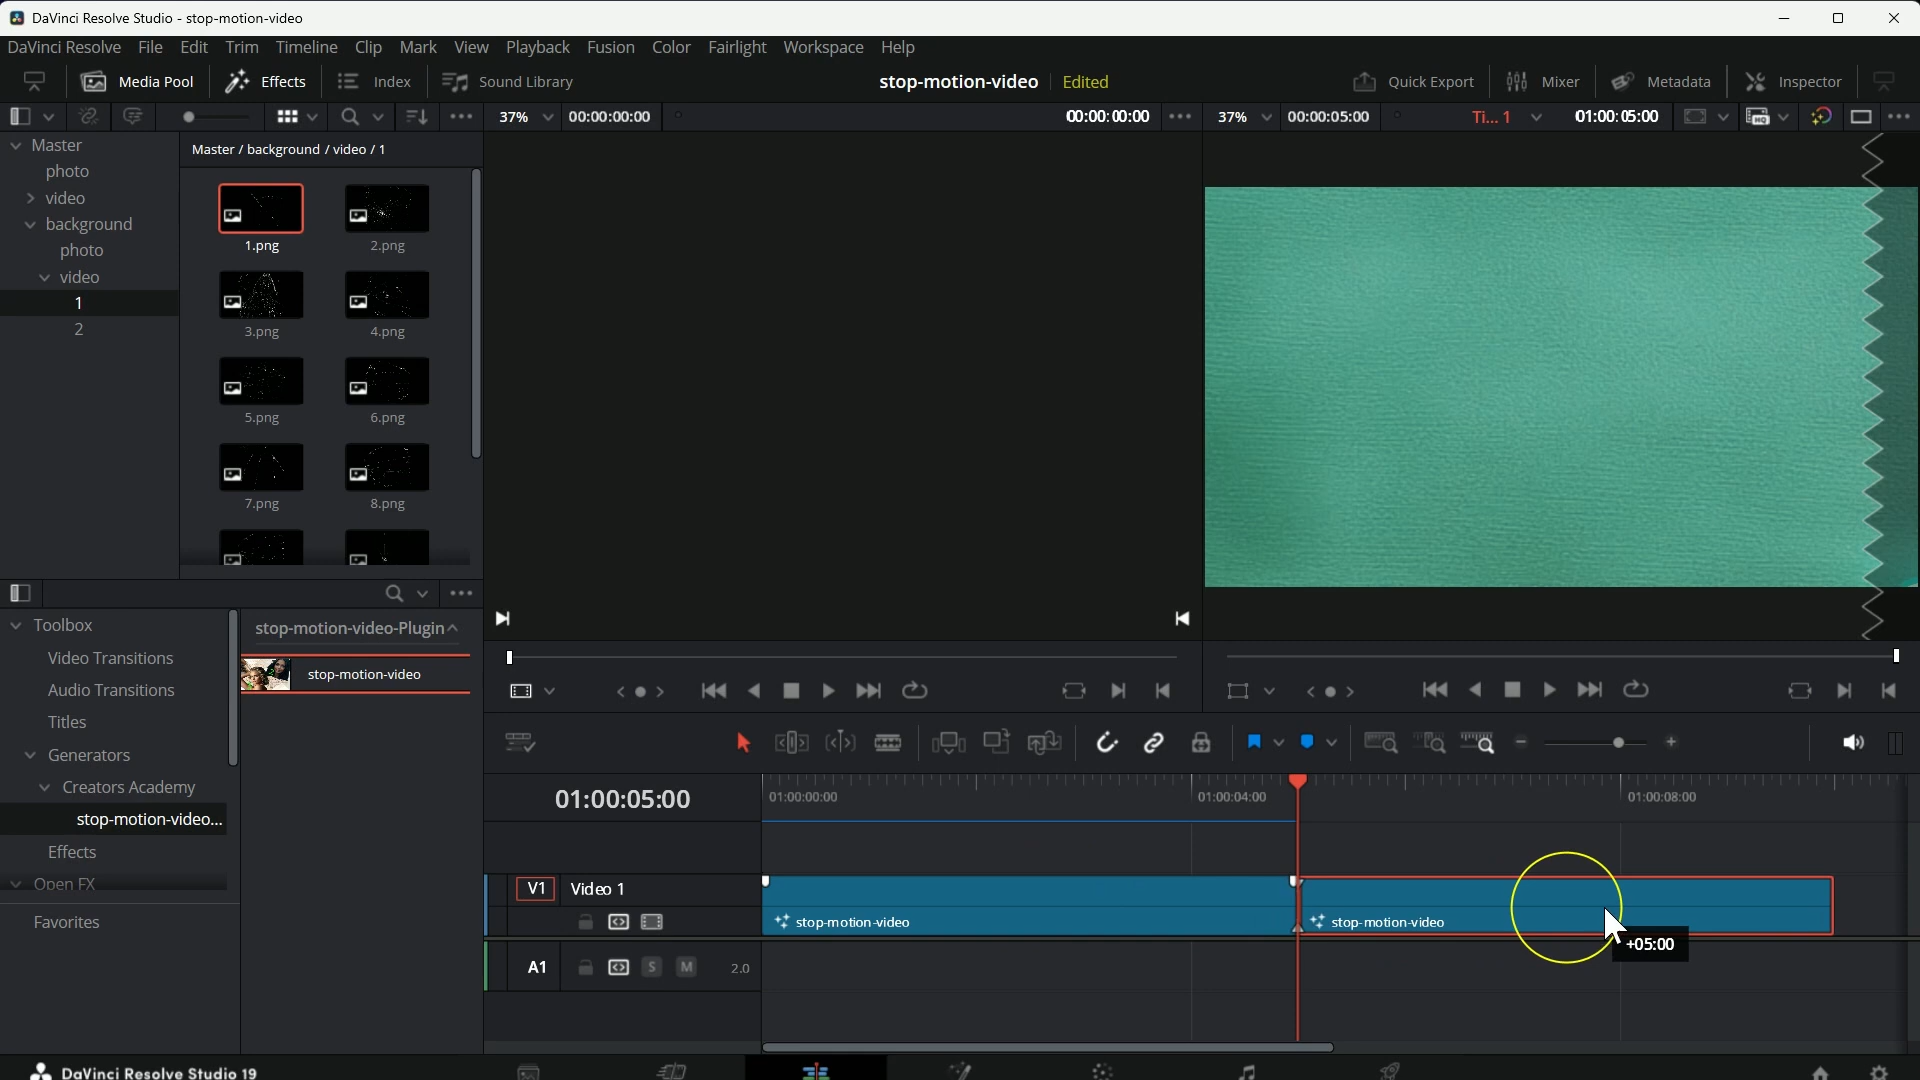 DaVinci Resolve Studio - stop-motion-video
DaVinci Resolve File Edit Trim Timeline Clip Mark View Playback Fusion Color Fairlight Workspace Help
Media Pool Effects Index Sound Library stop-motion-video Edited Quick Export Mixer Metadata Inspector
37% 00:00:00:00 00:00:00:00 37% 00:00:05:00 Ti... 1 01:00:05:00
Master
photo
video
background
photo
video
1
2
Master / background / video / 1
1.png 2.png
3.png 4.png
5.png 6.png
7.png 8.png
Toolbox
Video Transitions
Audio Transitions
Titles
Generators
Creators Academy
stop-motion-video...
Effects
Open FX
Favorites
stop-motion-video-Plugin
stop-motion-video
01:00:05:00
01:00:00:00 01:00:04:00 01:00:08:00
V1 Video 1
stop-motion-video stop-motion-video
+05:00
A1 S M 2.0
DaVinci Resolve Studio 19